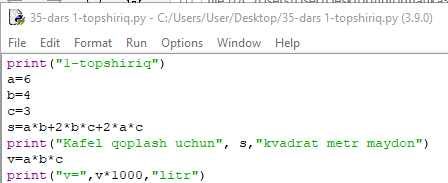 35-dars 1-topshiriq.py - C:/Users/User/Desktop/35-dars 1-topshiriq.py (3.9.0)
File Edit Format Run Options Window Help
print("1-topshiriq")
a=6
b=4
c=3
s=a*b+2*b*c+2*a*c
print("Kafel qoplash uchun", s,"kvadrat metr maydon")
v=a*b*c
print("v=",v*1000,"litr")